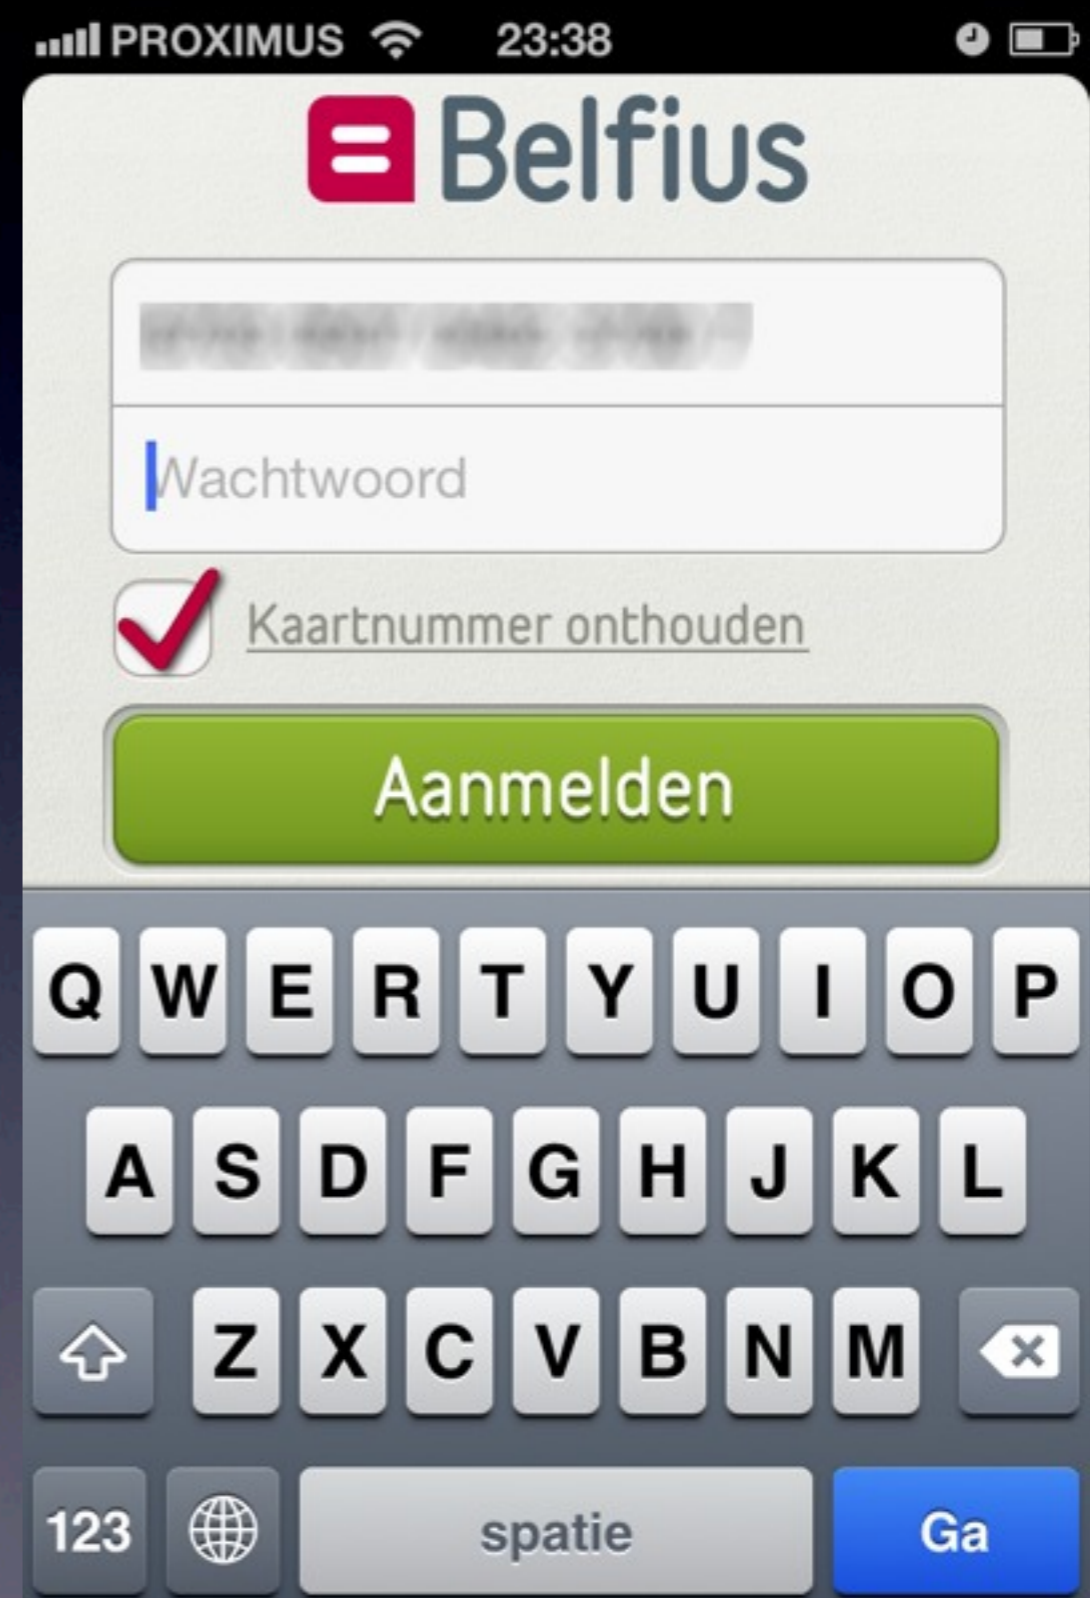 PROXIMUS 23:38
Belfius
Wachtwoord
Kaartnummer onthouden
Aanmelden
Q W E R T Y U I O P
A S D F G H J K L
Z X C V B N M
123 spatie Ga